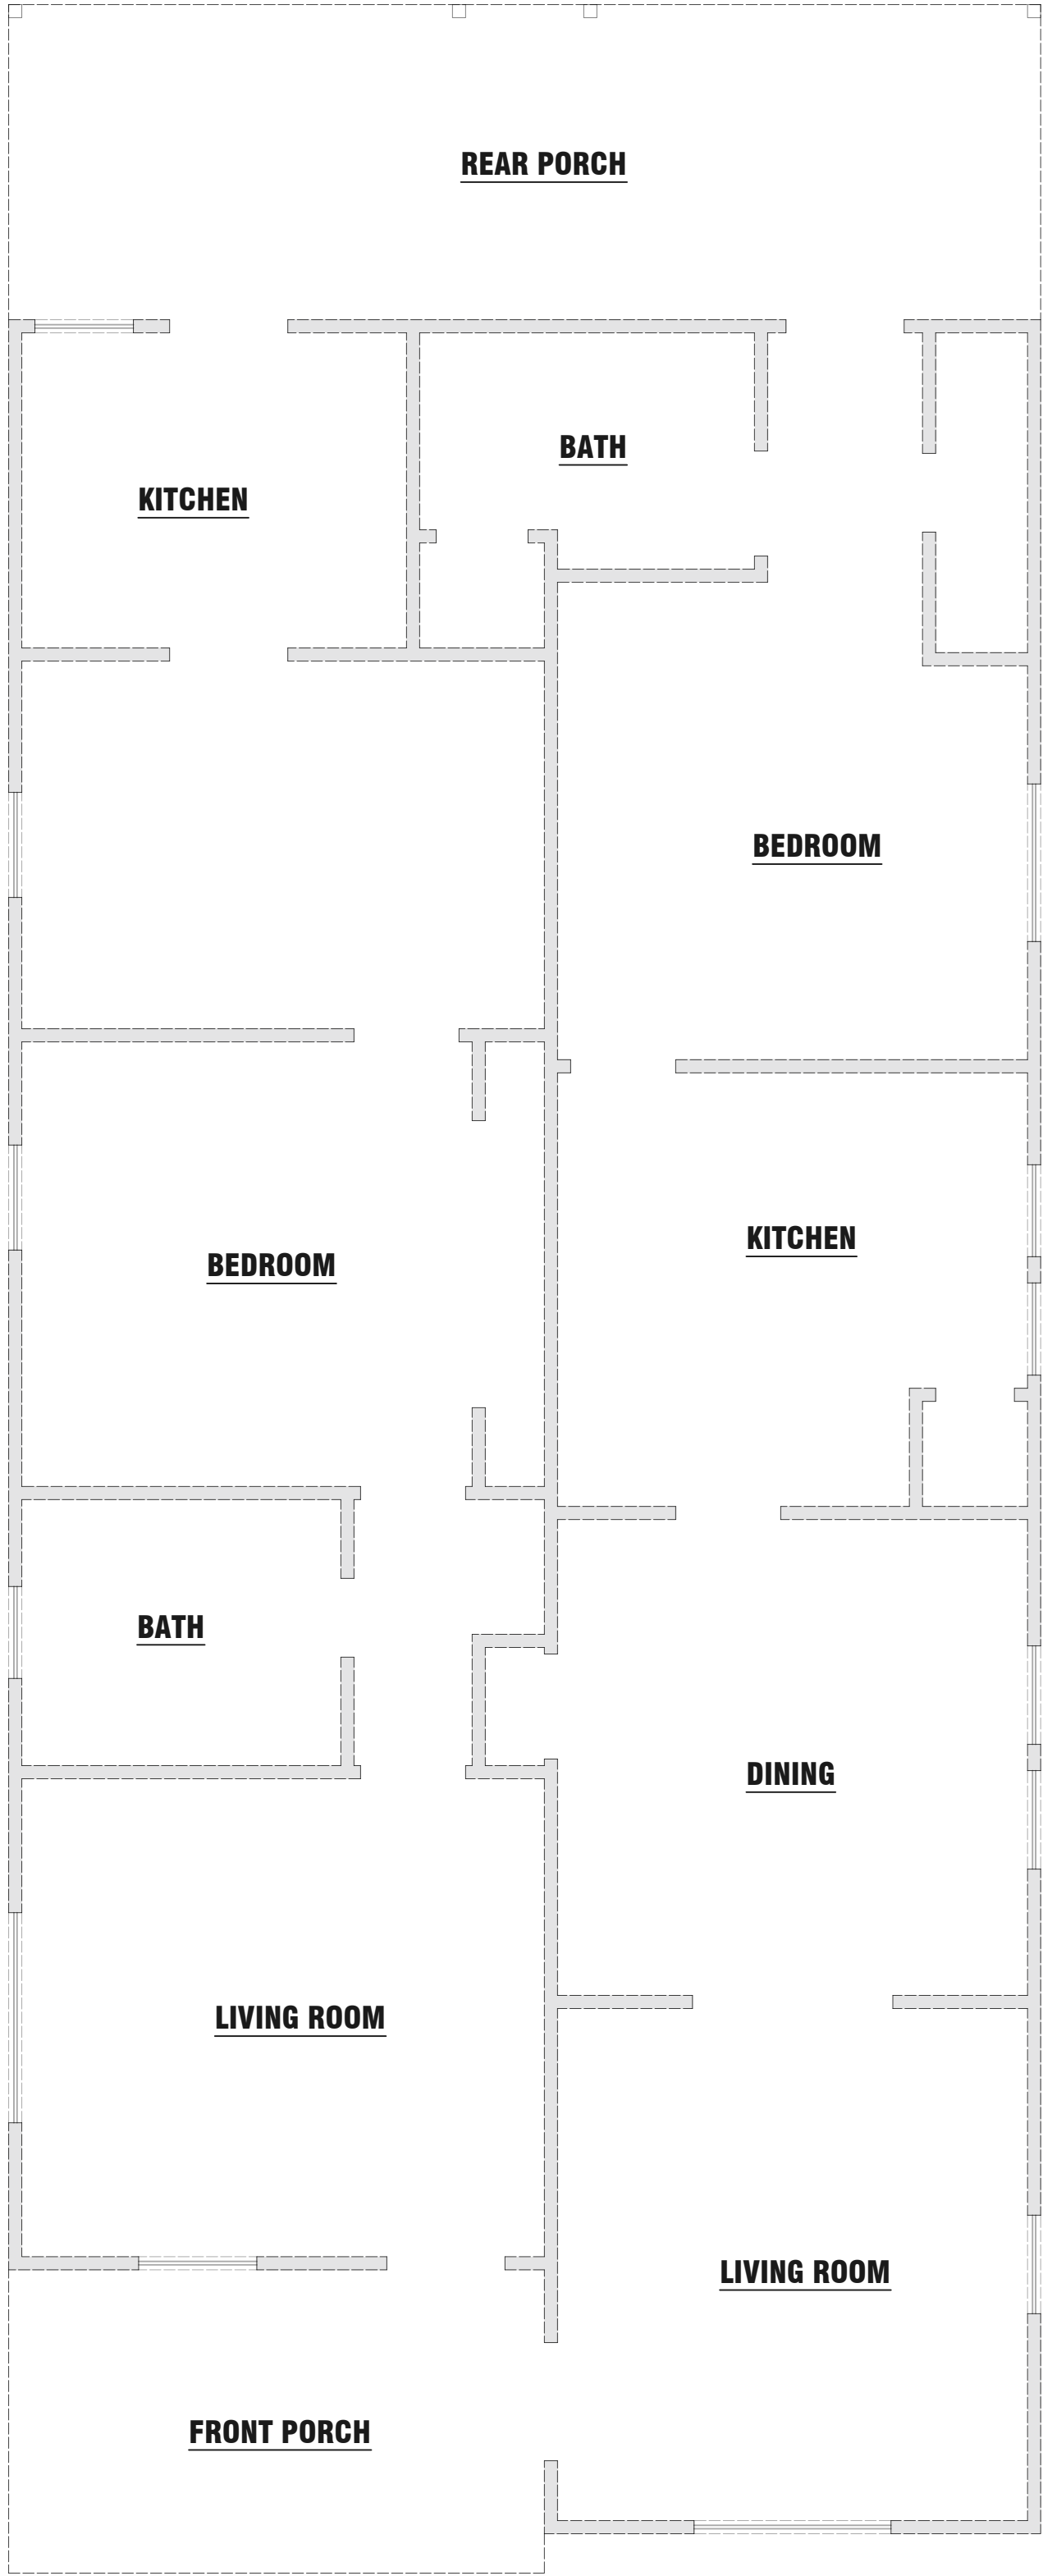 REAR PORCH
BATH
KITCHEN
BEDROOM
KITCHEN
BEDROOM
BATH
DINING
LIVING ROOM
LIVING ROOM
FRONT PORCH